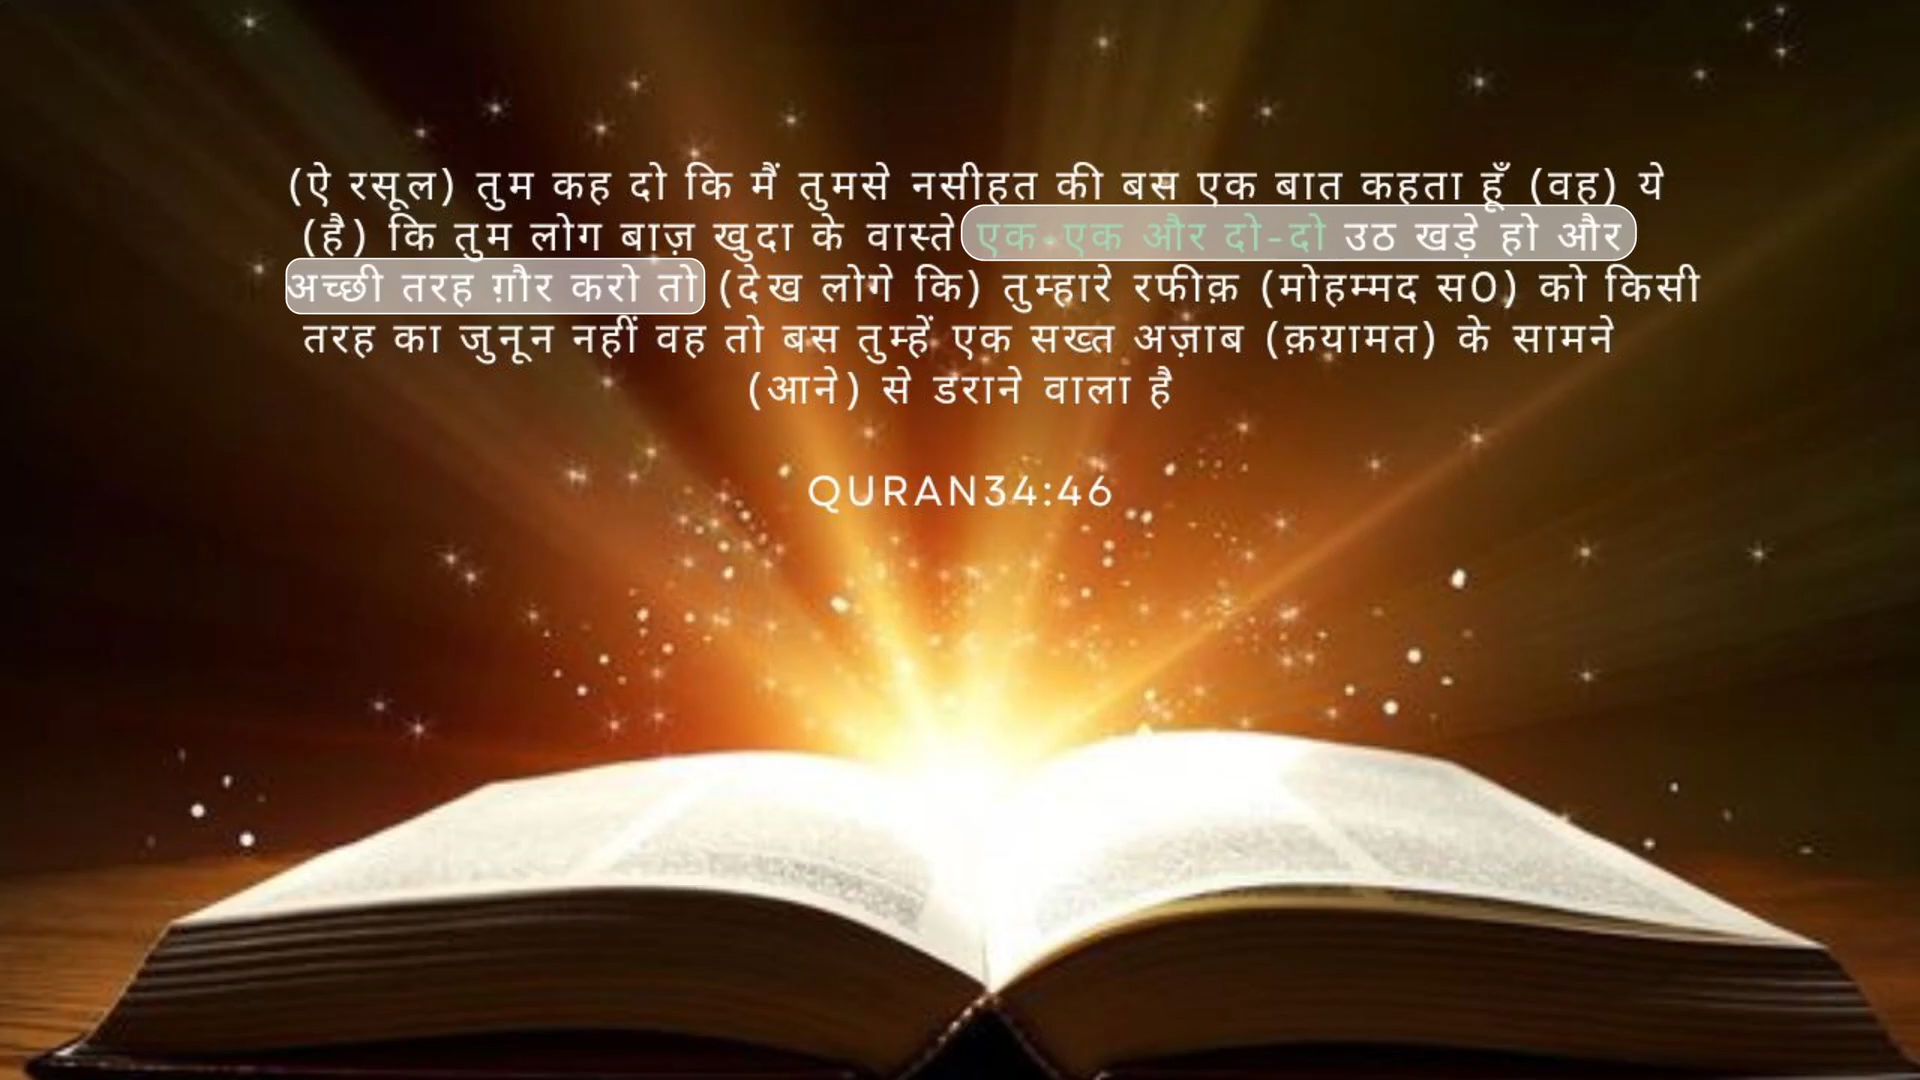 (ऐ रसूल) तुम कह दो कि मैं तुमसे नसीहत की बस एक बात कहता हूँ (वह) ये
(है) कि तुम लोग बाज़ खुदा के वास्ते एक-एक और दो-दो उठ खड़े हो और
अच्छी तरह ग़ौर करो तो (देख लोगे कि) तुम्हारे रफीक़ (मोहम्मद स0) को किसी
तरह का जुनून नहीं वह तो बस तुम्हें एक सख्त अज़ाब (क़यामत) के सामने
(आने) से डराने वाला है
QURAN34:46